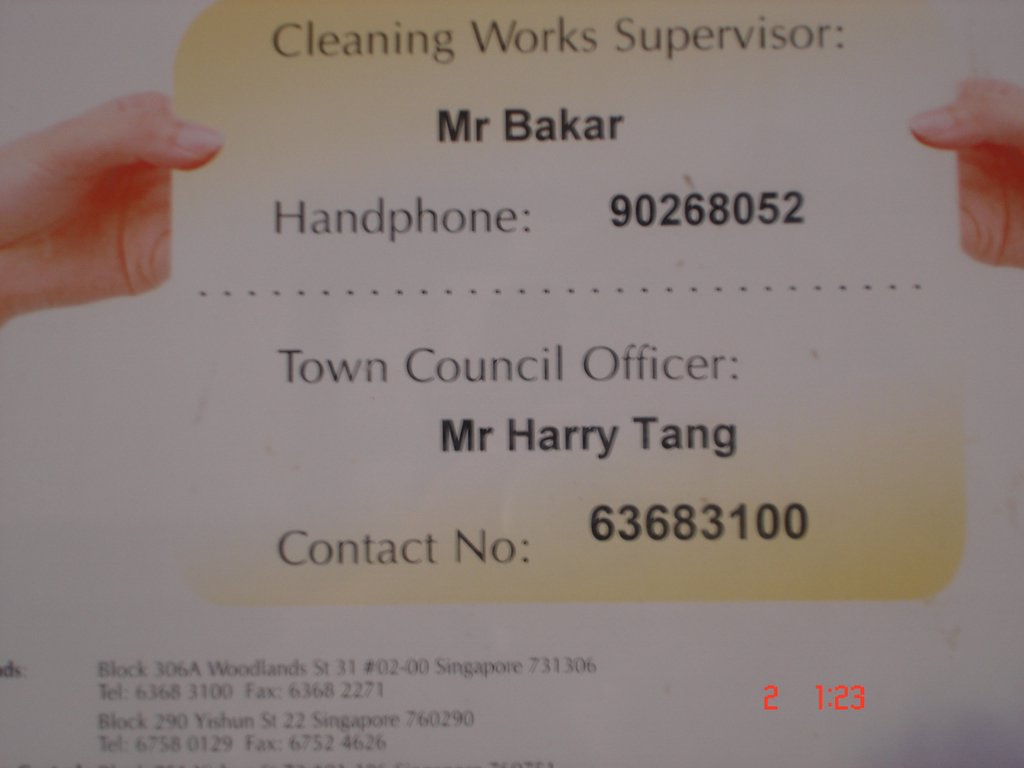 Cleaning Works Supervisor:
Mr Bakar
Handphone: 90268052
Town Council Officer:
Mr Harry Tang
Contact No: 63683100
Block 306A Woodlands St 31 #02-00 Singapore 731306
Tel: 6368 3100 Fax: 6368 2271
Block 290 Yishun St 22 Singapore 760290
Tel: 6758 0129 Fax: 6752 4626
2 1:23